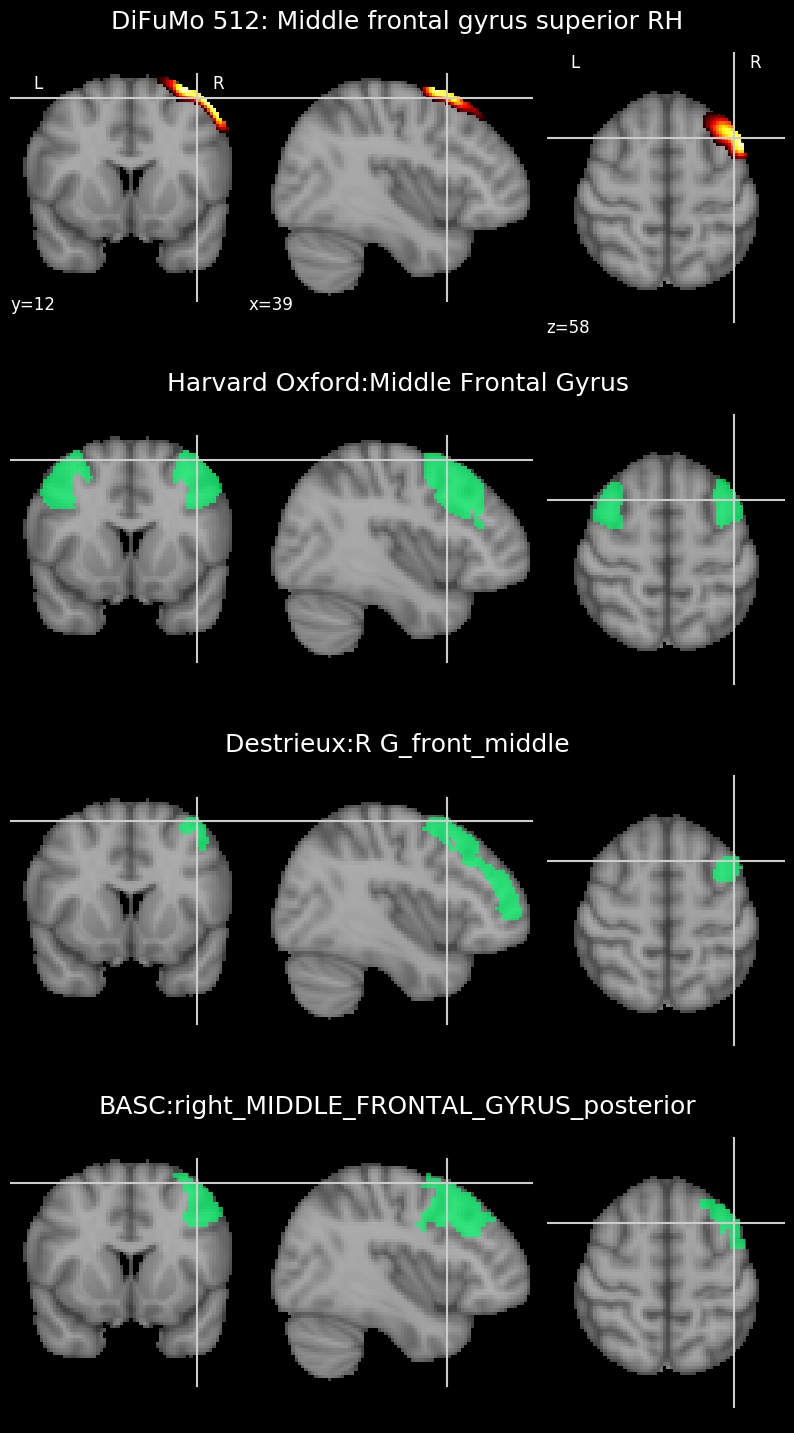 DiFuMo 512: Middle frontal gyrus superior RH
L R
L R
y=12
x=39
z=58
Harvard Oxford:Middle Frontal Gyrus
Destrieux:R G_front_middle
BASC:right_MIDDLE_FRONTAL_GYRUS_posterior